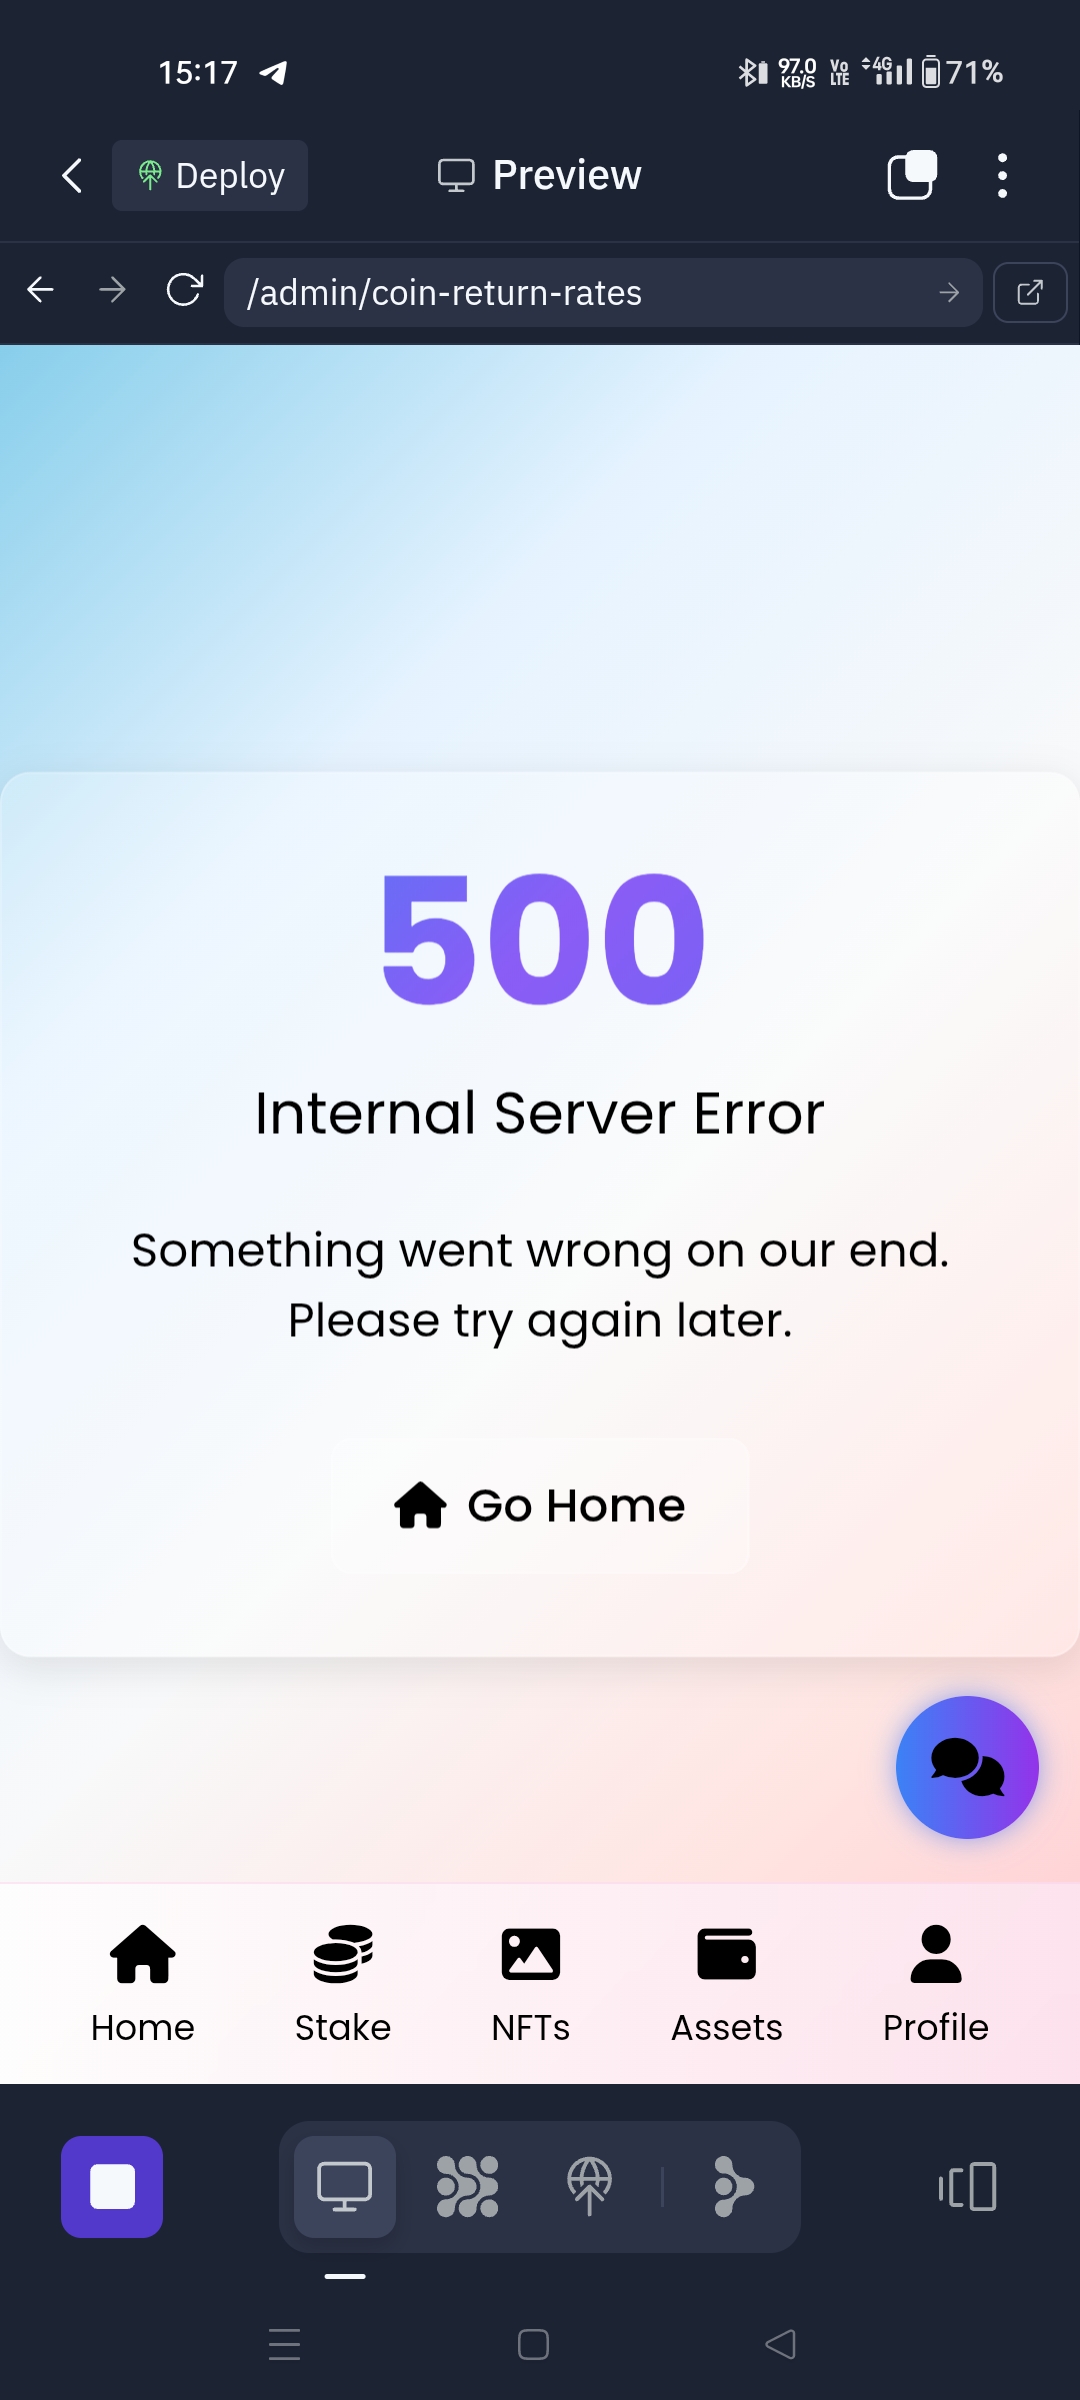 15:17
97.0
KB/S
Vo
LTE
4G
71%
Deploy
Preview
/admin/coin-return-rates
500
Internal Server Error
Something went wrong on our end.
Please try again later.
Go Home
Home
Stake
NFTs
Assets
Profile